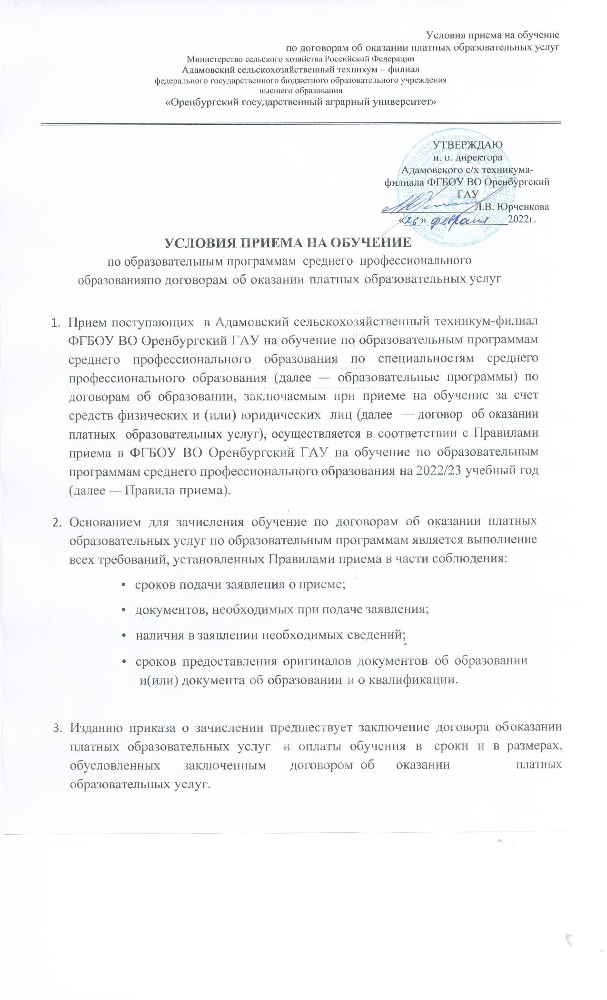 Условия приема на обучение
по договорам об оказании платных образовательных услуг
Министерство сельского хозяйства Российской Федерации
Адамовский сельскохозяйственный техникум – филиал
федерального государственного бюджетного образовательного учреждения
высшего образования
«Оренбургский государственный аграрный университет»
УТВЕРЖДАЮ
и. о. директора
Адамовского с/х техникума-
филиала ФГБОУ ВО Оренбургский
ГАУ
Л.В. Юрченкова
«26» февраля 2022г.
УСЛОВИЯ ПРИЕМА НА ОБУЧЕНИЕ
по образовательным программам среднего профессионального
образованияпо договорам об оказании платных образовательных услуг
1. Прием поступающих в Адамовский сельскохозяйственный техникум-филиал
ФГБОУ ВО Оренбургский ГАУ на обучение по образовательным программам
среднего профессионального образования по специальностям среднего
профессионального образования (далее — образовательные программы) по
договорам об образовании, заключаемым при приеме на обучение за счет
средств физических и (или) юридических лиц (далее — договор об оказании
платных образовательных услуг), осуществляется в соответствии с Правилами
приема в ФГБОУ ВО Оренбургский ГАУ на обучение по образовательным
программам среднего профессионального образования на 2022/23 учебный год
(далее — Правила приема).
2. Основанием для зачисления обучение по договорам об оказании платных
образовательных услуг по образовательным программам является выполнение
всех требований, установленных Правилами приема в части соблюдения:
• сроков подачи заявления о приеме;
• документов, необходимых при подаче заявления;
• наличия в заявлении необходимых сведений;
• сроков предоставления оригиналов документов об образовании
и(или) документа об образовании и о квалификации.
3. Изданию приказа о зачислении предшествует заключение договора обоказании
платных образовательных услуг и оплаты обучения в сроки и в размерах,
обусловленных заключенным договором об оказании платных
образовательных услуг.